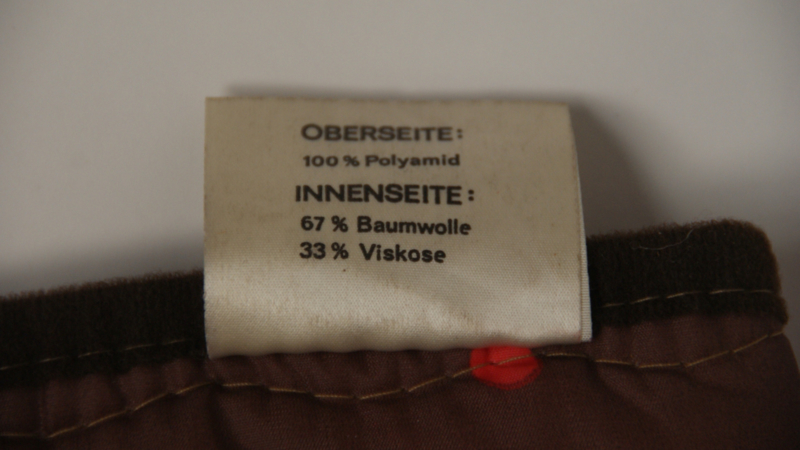 OBERSEITE:
100 % Polyamid
INNENSEITE:
67 % Baumwolle
33 % Viskose